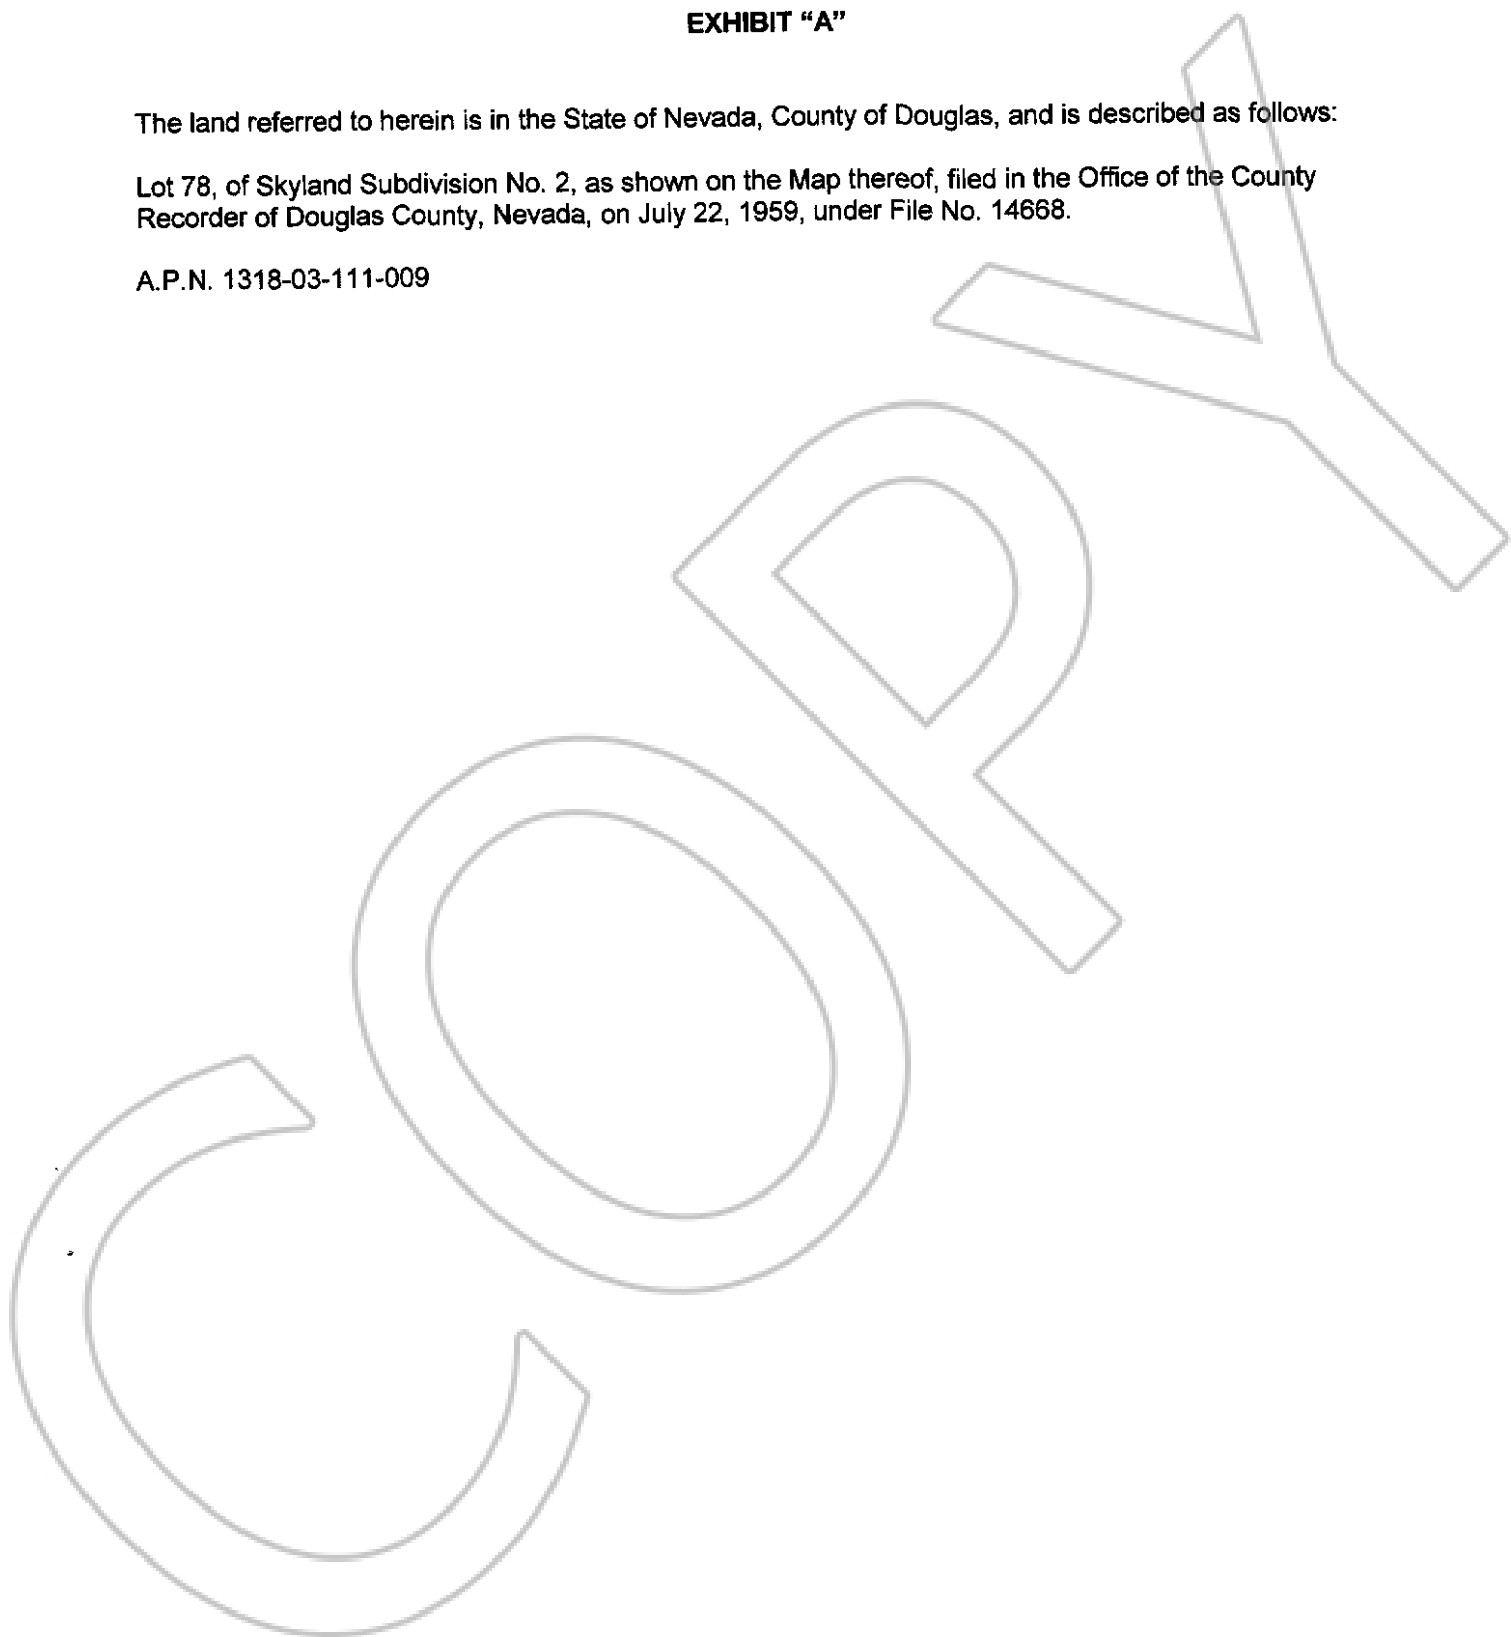 EXHIBIT “A”
The land referred to herein is in the State of Nevada, County of Douglas, and is described as follows:
Lot 78, of Skyland Subdivision No. 2, as shown on the Map thereof, filed in the Office of the County
Recorder of Douglas County, Nevada, on July 22, 1959, under File No. 14668.
A.P.N. 1318-03-111-009
COPY